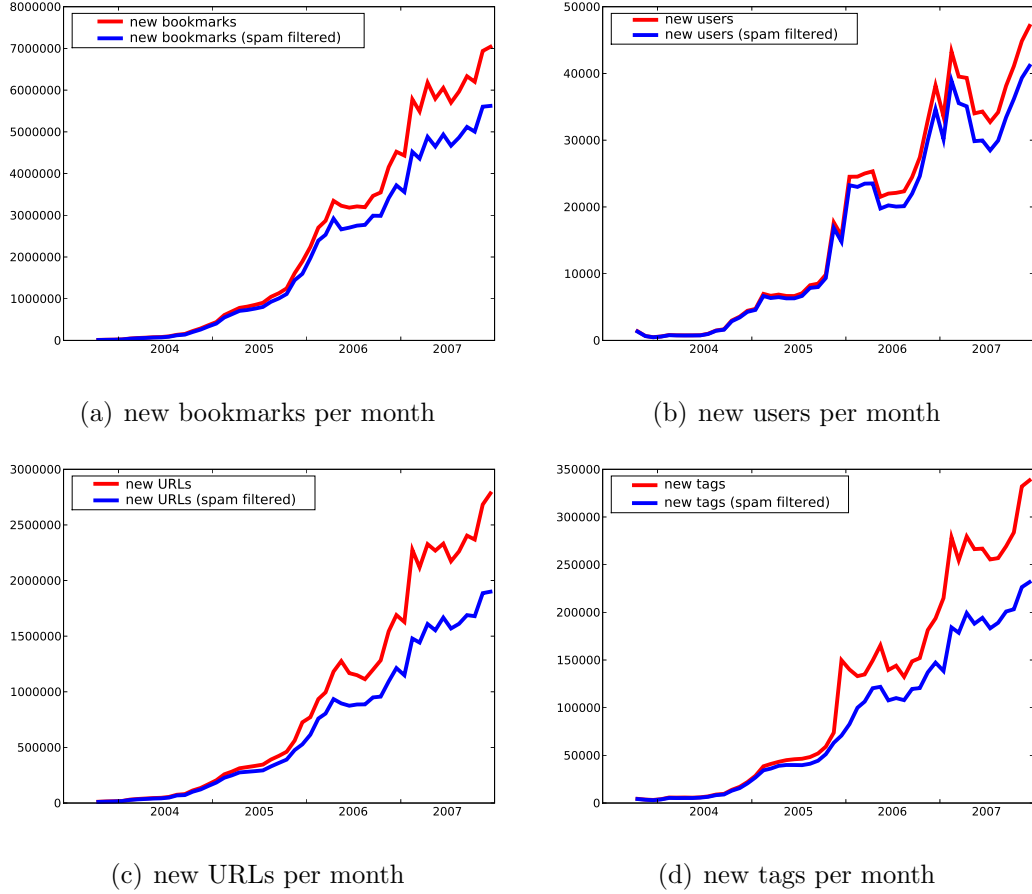 8000000
7000000
6000000
5000000
4000000
3000000
2000000
1000000
0
new bookmarks
new bookmarks (spam filtered)
2004 2005 2006 2007
(a) new bookmarks per month
50000
40000
30000
20000
10000
0
new users
new users (spam filtered)
2004 2005 2006 2007
(b) new users per month
3000000
2500000
2000000
1500000
1000000
500000
0
new URLs
new URLs (spam filtered)
2004 2005 2006 2007
(c) new URLs per month
350000
300000
250000
200000
150000
100000
50000
0
new tags
new tags (spam filtered)
2004 2005 2006 2007
(d) new tags per month